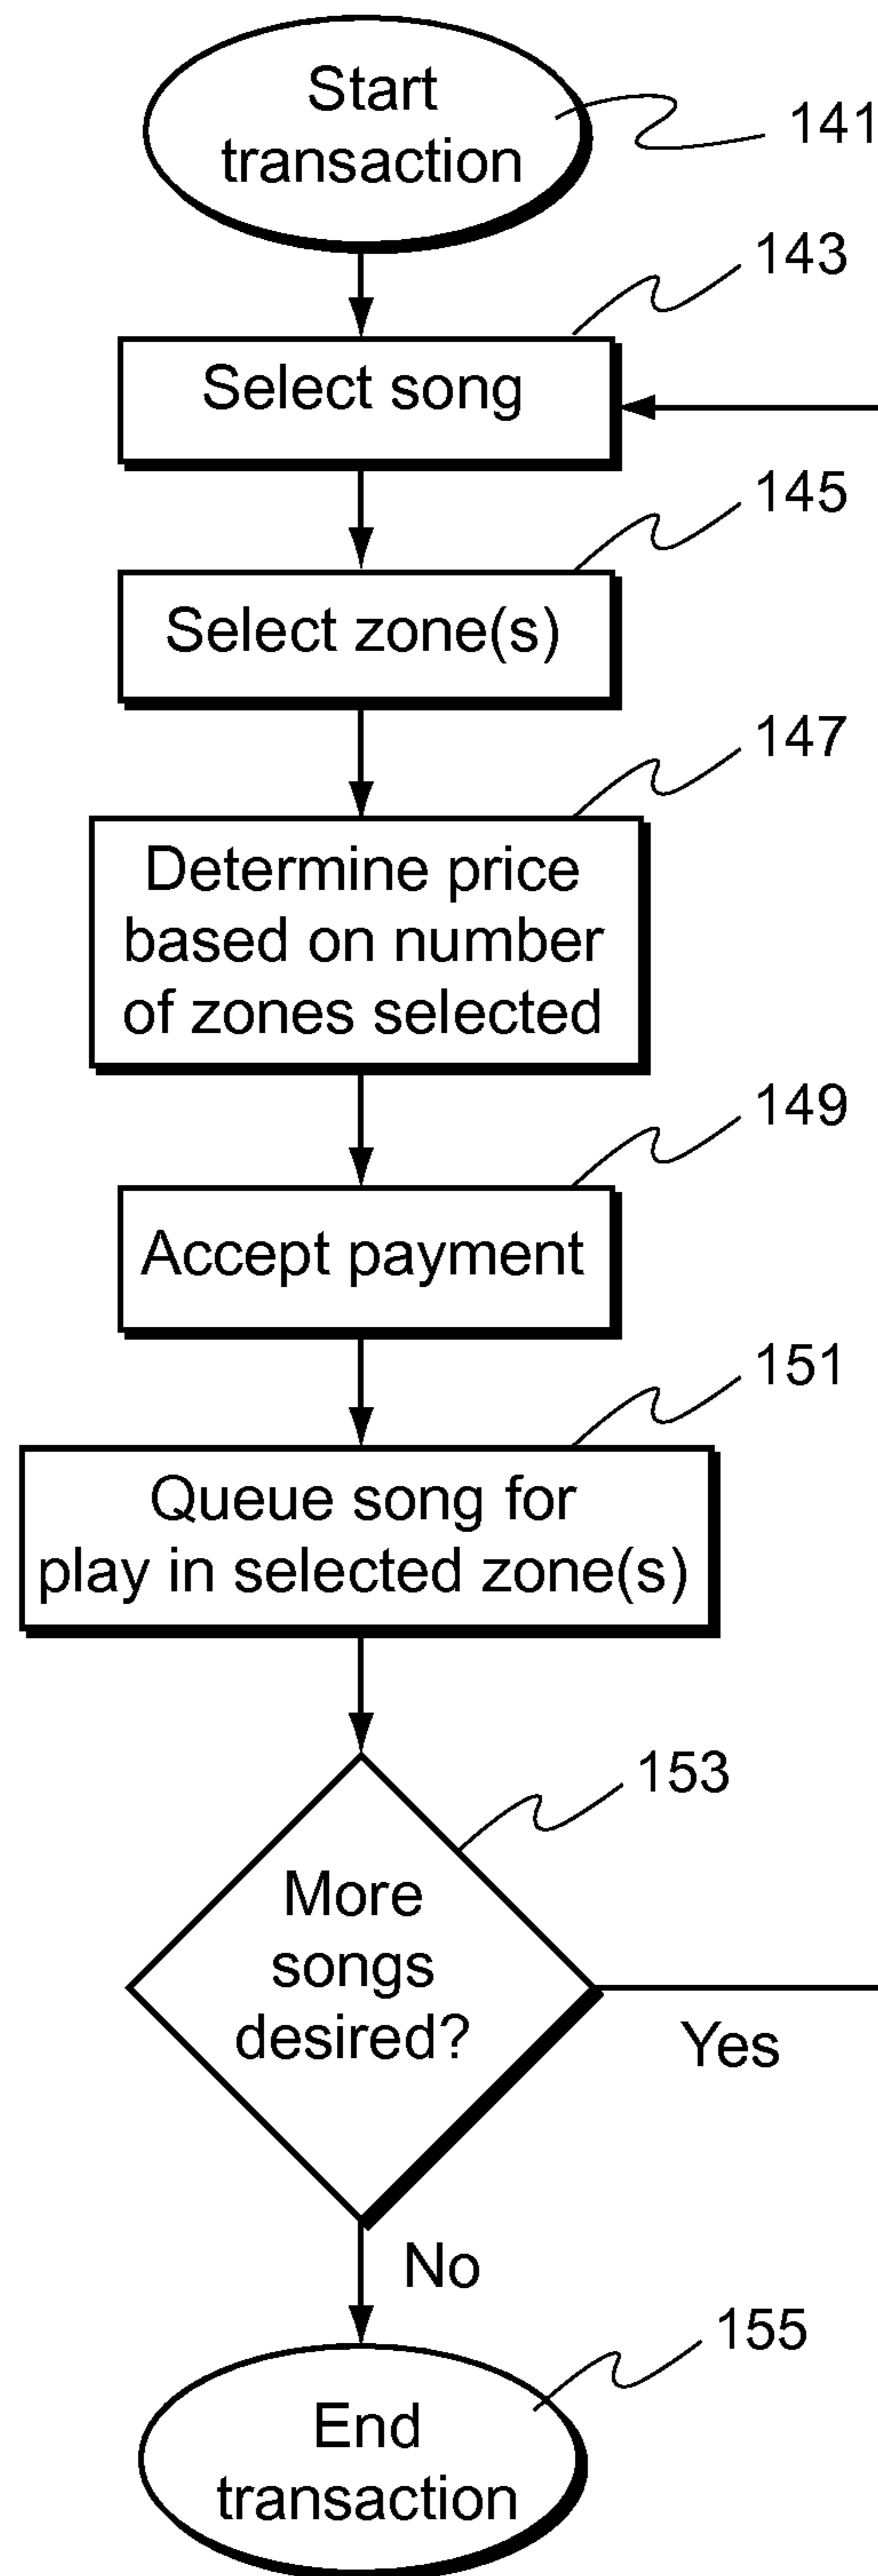 Start
transaction
141
143
Select song
145
Select zone(s)
147
Determine price
based on number
of zones selected
149
Accept payment
151
Queue song for
play in selected zone(s)
153
More
songs
desired?
Yes
No
155
End
transaction